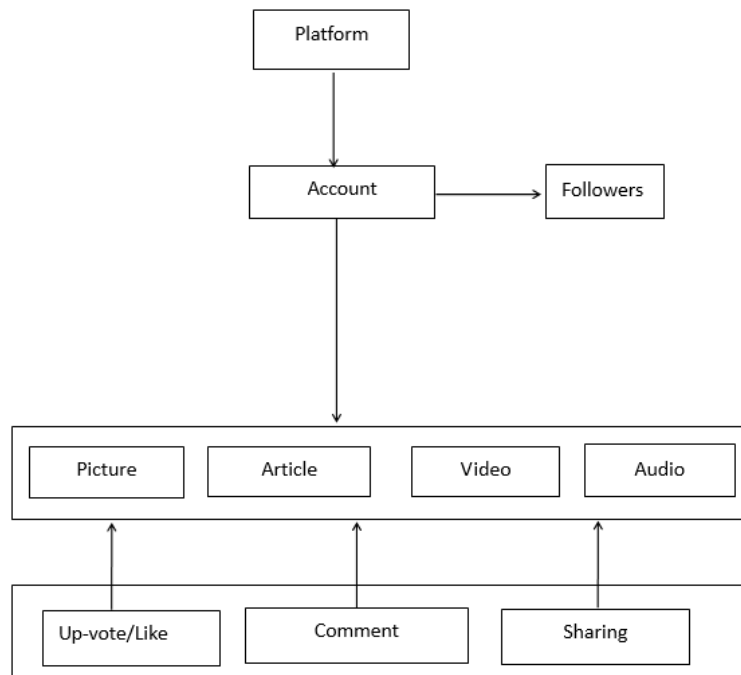 Platform
Account
Followers
Picture
Article
Video
Audio
Up-vote/Like
Comment
Sharing